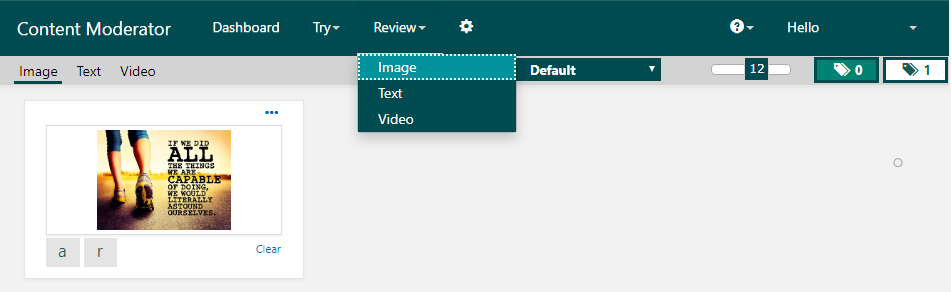 Content Moderator Dashboard Try Review Hello
Image Text Video Image Default 12 0 1
Text
Video
IF WE DID
ALL
THE THINGS
WE ARE
CAPABLE
OF DOING,
WE WOULD
LITERALLY
ASTOUND
OURSELVES.
a r Clear